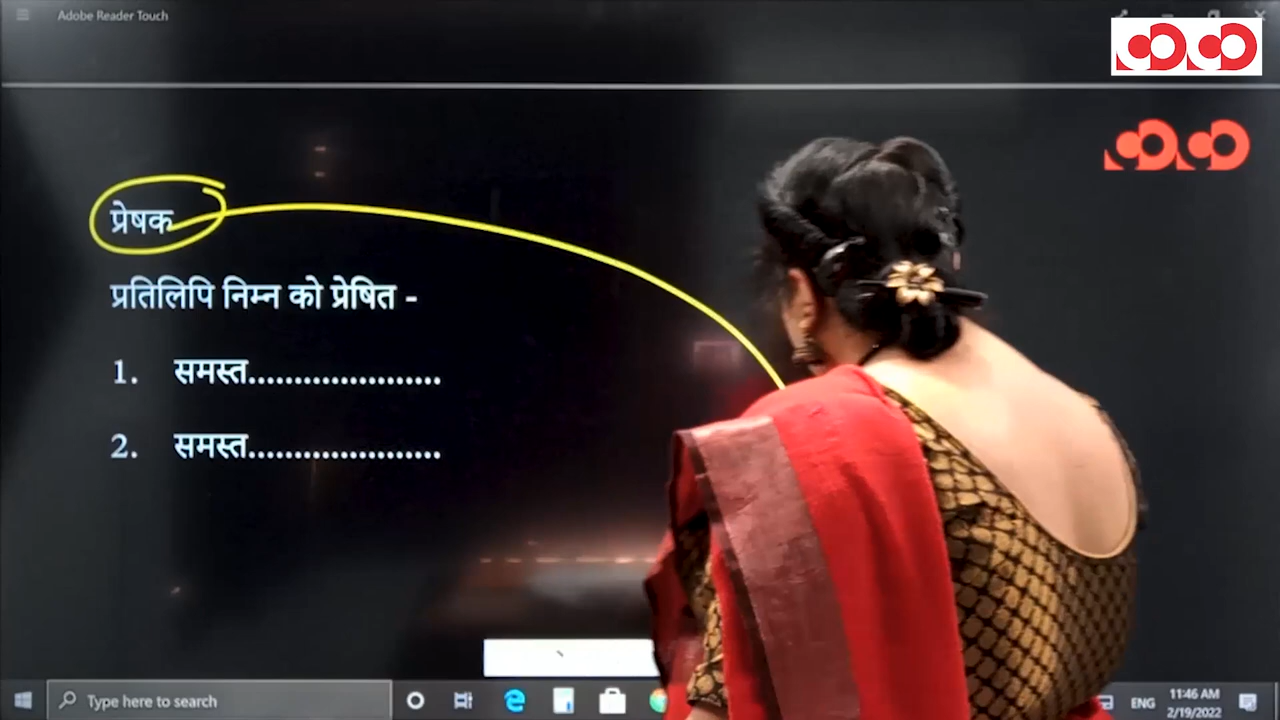 Adobe Reader Touch
प्रेषक
प्रतिलिपि निम्न को प्रेषित -
1. समस्त.....................
2. समस्त.....................
Type here to search
ENG
11:46 AM
2/19/2022